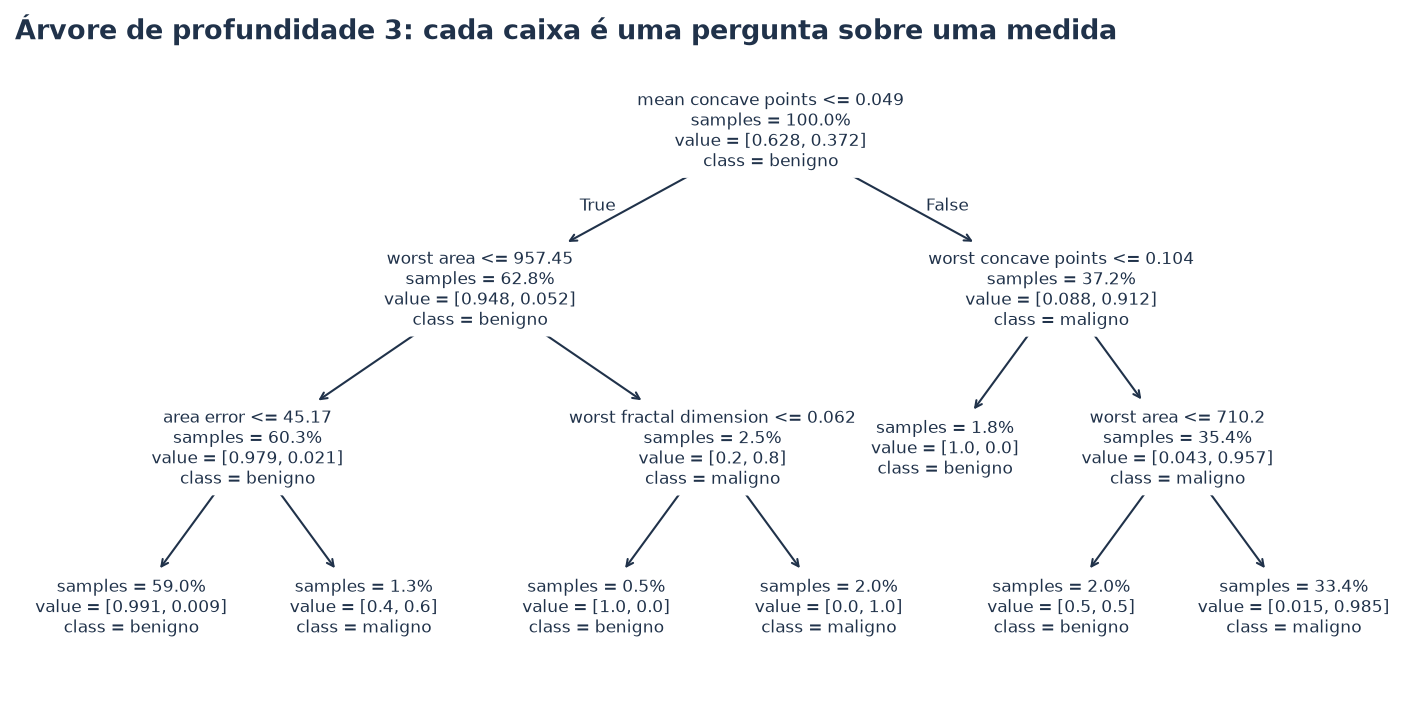 Árvore de profundidade 3: cada caixa é uma pergunta sobre uma medida
mean concave points <= 0.049
samples = 100.0%
value = [0.628, 0.372]
class = benigno
True
False
worst area <= 957.45
samples = 62.8%
value = [0.948, 0.052]
class = benigno
worst concave points <= 0.104
samples = 37.2%
value = [0.088, 0.912]
class = maligno
area error <= 45.17
samples = 60.3%
value = [0.979, 0.021]
class = benigno
worst fractal dimension <= 0.062
samples = 2.5%
value = [0.2, 0.8]
class = maligno
samples = 1.8%
value = [1.0, 0.0]
class = benigno
worst area <= 710.2
samples = 35.4%
value = [0.043, 0.957]
class = maligno
samples = 59.0%
value = [0.991, 0.009]
class = benigno
samples = 1.3%
value = [0.4, 0.6]
class = maligno
samples = 0.5%
value = [1.0, 0.0]
class = benigno
samples = 2.0%
value = [0.0, 1.0]
class = maligno
samples = 2.0%
value = [0.5, 0.5]
class = benigno
samples = 33.4%
value = [0.015, 0.985]
class = maligno